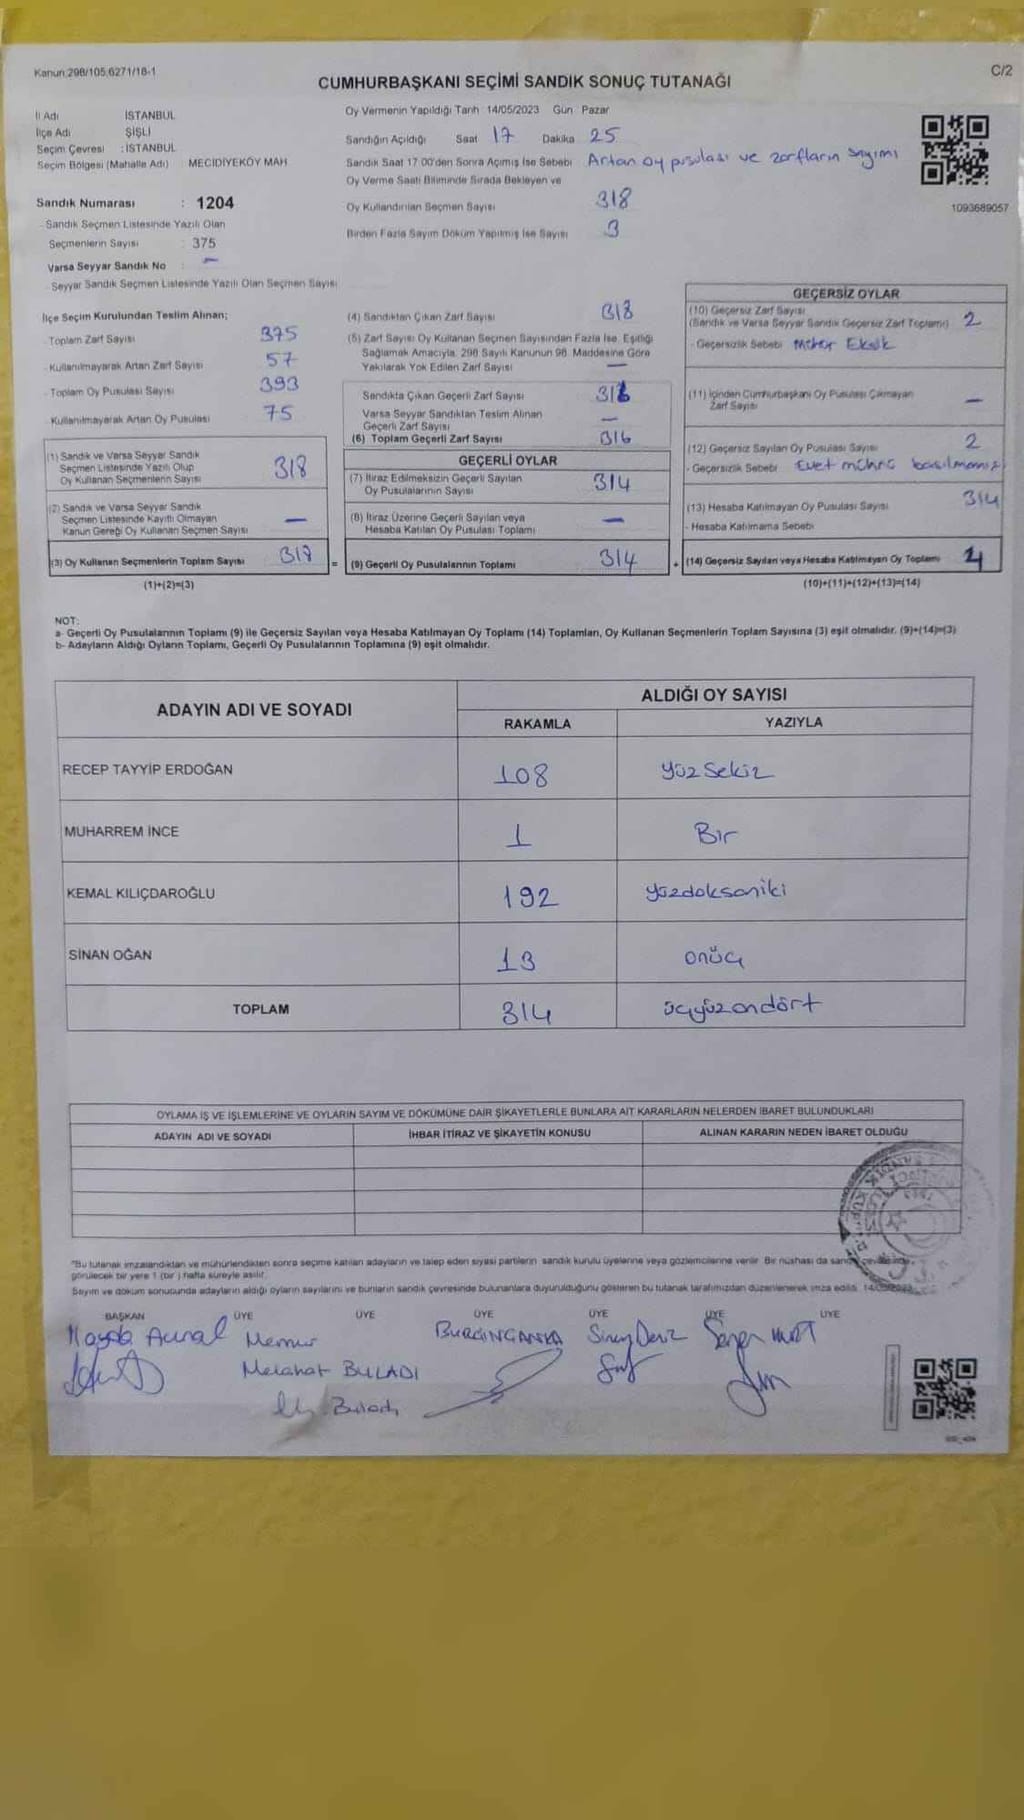 Kanun:298/105;6271/18-1
C/2
CUMHURBAŞKANI SEÇİMİ SANDIK SONUÇ TUTANAĞI
İl Adı İSTANBUL
İlçe Adı ŞİŞLİ
Seçim Çevresi : İSTANBUL
Seçim Bölgesi (Mahalle Adı) MECİDİYEKÖY MAH
Sandık Numarası : 1204
Sandık Seçmen Listesinde Yazılı Olan
Seçmenlerin Sayısı : 375
Varsa Seyyar Sandık No : —
Seyyar Sandık Seçmen Listesinde Yazılı Olan Seçmen Sayısı
Oy Vermenin Yapıldığı Tarih 14/05/2023 Gün Pazar
Sandığın Açıldığı Saat 17 Dakika 25
Sandık Saat 17.00'den Sonra Açımış İse Sebebi Artan oy pusulası ve zarfların sayımı
Oy Verme Saati Bitiminde Sırada Bekleyen ve
Oy Kullandırılan Seçmen Sayısı 318
Birden Fazla Sayım Döküm Yapılmış İse Sayısı 3
1093689057
İlçe Seçim Kurulundan Teslim Alınan;
Toplam Zarf Sayısı 375
Kullanılmayarak Artan Zarf Sayısı 57
Toplam Oy Pusulası Sayısı 393
Kullanılmayarak Artan Oy Pusulası 75
(1) Sandık ve Varsa Seyyar Sandık
Seçmen Listesinde Yazılı Olup
Oy Kullanan Seçmenlerin Sayısı 318
(2) Sandık ve Varsa Seyyar Sandık
Seçmen Listesinde Kayıtlı Olmayan
Kanun Gereği Oy Kullanan Seçmen Sayısı —
(3) Oy Kullanan Seçmenlerin Toplam Sayısı 318 =
(1)+(2)=(3)
(4) Sandıktan Çıkan Zarf Sayısı 318
(5) Zarf Sayısı Oy Kullanan Seçmen Sayısından Fazla İse, Eşitliği
Sağlamak Amacıyla, 298 Sayılı Kanunun 98. Maddesine Göre
Yakılarak Yok Edilen Zarf Sayısı —
Sandıkta Çıkan Geçerli Zarf Sayısı 316
Varsa Seyyar Sandıktan Teslim Alınan
Geçerli Zarf Sayısı —
(6) Toplam Geçerli Zarf Sayısı 316
GEÇERLİ OYLAR
(7) İtiraz Edilmeksizin Geçerli Sayılan
Oy Pusulalarının Sayısı 314
(8) İtiraz Üzerine Geçerli Sayılan veya
Hesaba Katılan Oy Pusulası Toplamı —
(9) Geçerli Oy Pusulalarının Toplamı 314 +
GEÇERSİZ OYLAR
(10) Geçersiz Zarf Sayısı
(Sandık ve Varsa Seyyar Sandık Geçersiz Zarf Toplamı) 2
- Geçersizlik Sebebi Mühür Eksik
(11) İçinden Cumhurbaşkanı Oy Pusulası Çıkmayan
Zarf Sayısı —
(12) Geçersiz Sayılan Oy Pusulası Sayısı 2
- Geçersizlik Sebebi Evet mührü basılmamış
(13) Hesaba Katılmayan Oy Pusulası Sayısı 314
- Hesaba Katılmama Sebebi
(14) Geçersiz Sayılan veya Hesaba Katılmayan Oy Toplamı 4
(10)+(11)+(12)+(13)=(14)
NOT:
a- Geçerli Oy Pusulalarının Toplamı (9) ile Geçersiz Sayılan veya Hesaba Katılmayan Oy Toplamı (14) Toplamları, Oy Kullanan Seçmenlerin Toplam Sayısına (3) eşit olmalıdır. (9)+(14)=(3)
b- Adayların Aldığı Oyların Toplamı, Geçerli Oy Pusulalarının Toplamına (9) eşit olmalıdır.
ADAYIN ADI VE SOYADI
ALDIĞI OY SAYISI
RAKAMLA YAZIYLA
RECEP TAYYİP ERDOĞAN 108 yüzsekiz
MUHARREM İNCE 1 Bir
KEMAL KILIÇDAROĞLU 192 yüzdoksaniki
SİNAN OĞAN 13 onüç
TOPLAM 314 üçyüzondört
OYLAMA İŞ VE İŞLEMLERİNE VE OYLARIN SAYIM VE DÖKÜMÜNE DAİR ŞİKAYETLERLE BUNLARA AİT KARARLARIN NELERDEN İBARET BULUNDUKLARI
ADAYIN ADI VE SOYADI İHBAR İTİRAZ VE ŞİKAYETİN KONUSU ALINAN KARARIN NEDEN İBARET OLDUĞU
*Bu tutanak imzalandıktan ve mühürlendikten sonra seçime katılan adayların ve talep eden siyasi partilerin sandık kurulu üyelerine veya gözlemcilerine verilir. Bir nüshası da sandık çevresinde
görülecek bir yere 1 (bir ) hafta süreyle asılır.
Sayım ve döküm sonucunda adayların aldığı oyların sayılarını ve bunların sandık çevresinde bulunanlara duyurulduğunu gösteren bu tutanak tarafımızdan düzenlenerek imza edildi. 14/05/2023
BAŞKAN ÜYE ÜYE ÜYE ÜYE ÜYE ÜYE
Memur
Melahat BULADI
Buladı